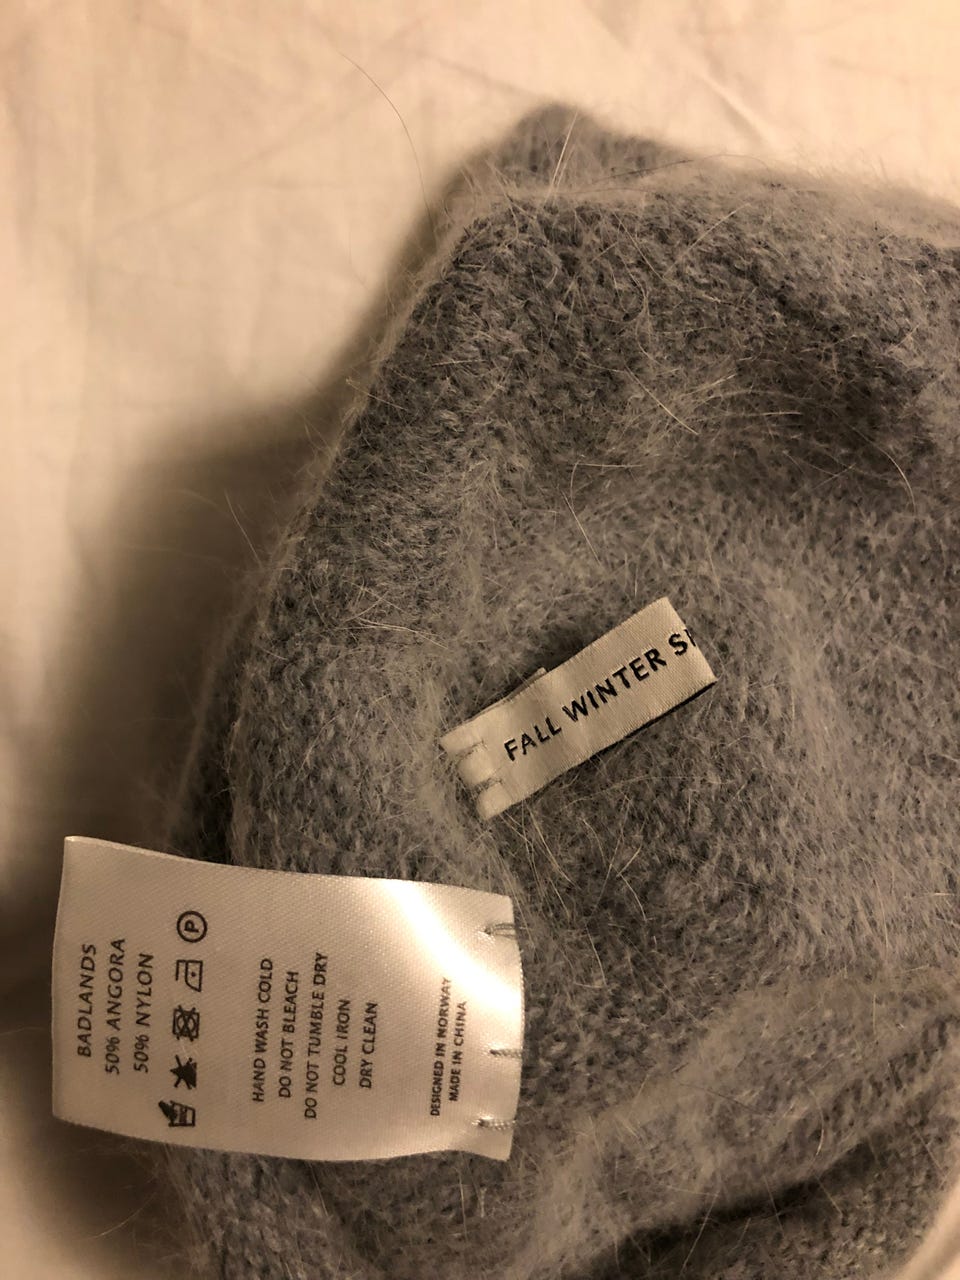 FALL WINTER
BADLANDS
50% ANGORA
50% NYLON
P
HAND WASH COLD
DO NOT BLEACH
DO NOT TUMBLE DRY
COOL IRON
DRY CLEAN
DESIGNED IN NORWAY
MADE IN CHINA